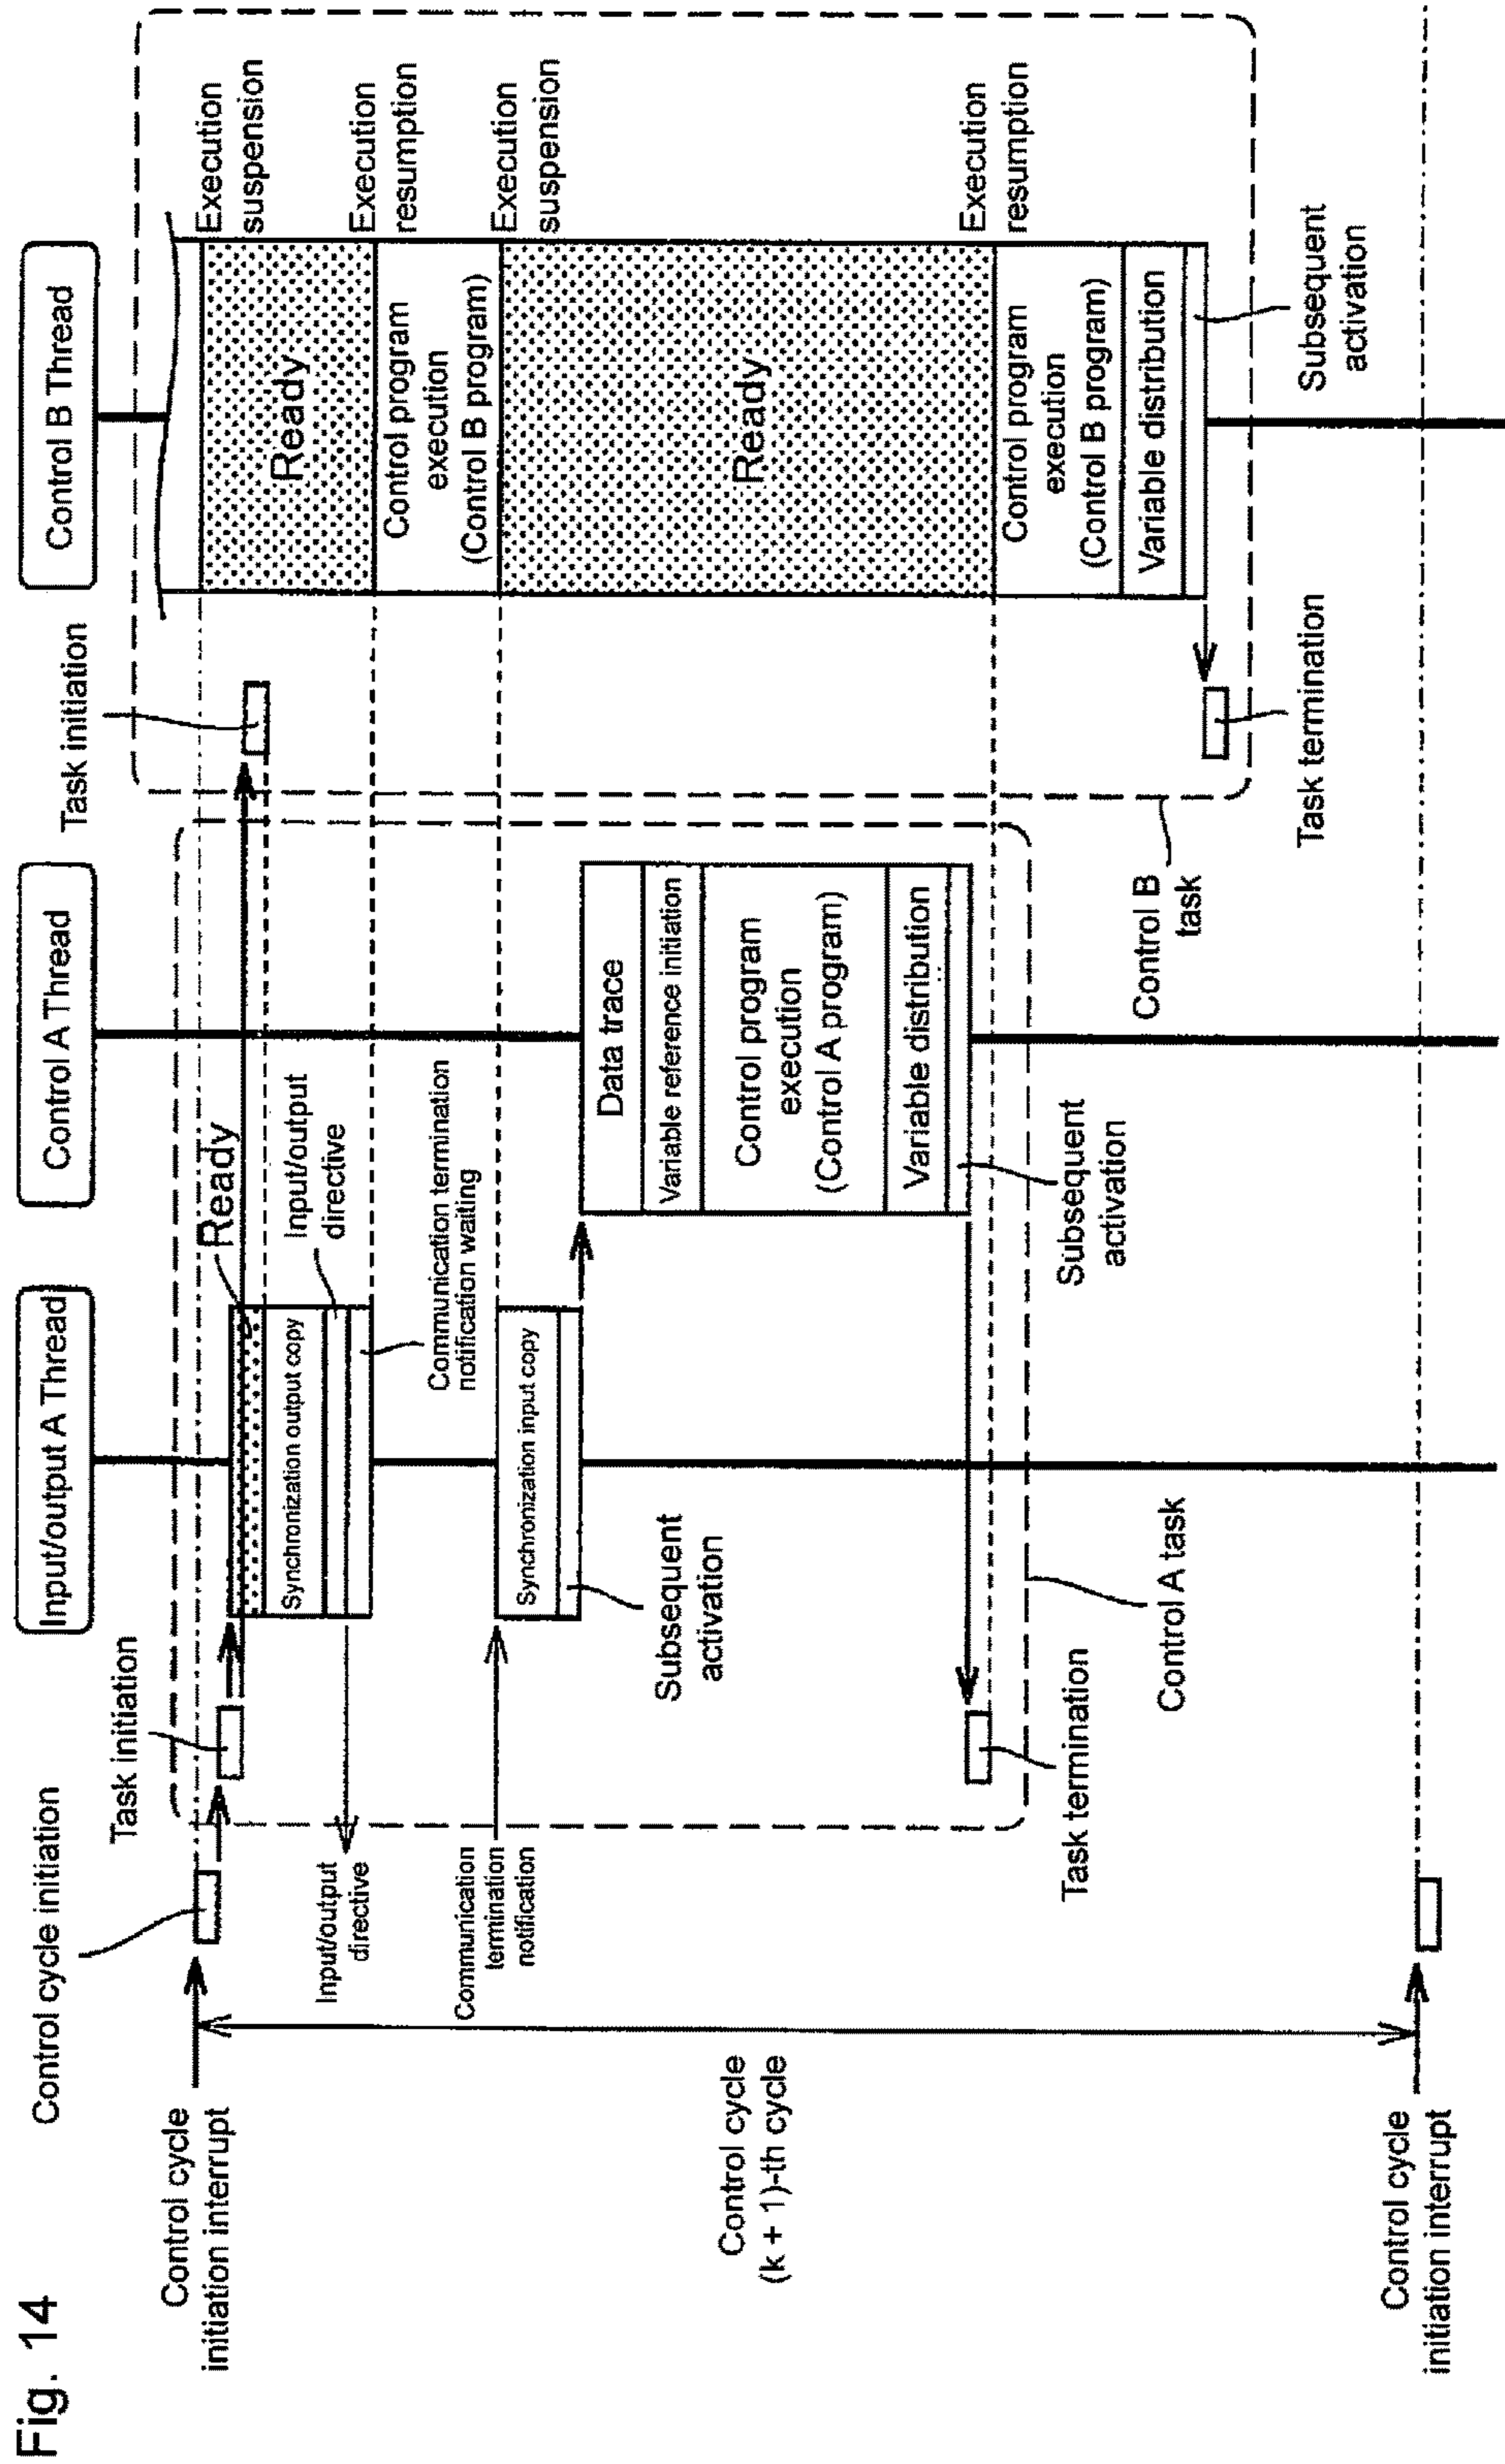 Fig. 14
Input/output A Thread
Control A Thread
Control B Thread
Control cycle initiation
Task initiation
Task initiation
Control cycle
initiation interrupt
Ready
Execution
suspension
Synchronization output copy
Input/output
directive
Ready
Input/output
directive
Communication termination
notification waiting
Execution
resumption
Control program
execution
(Control B program)
Communication
termination
notification
Synchronization input copy
Execution
suspension
Subsequent
activation
Data trace
Variable reference initiation
Control program
execution
(Control A program)
Variable distribution
Ready
Control cycle
(k + 1)-th cycle
Subsequent
activation
Execution
resumption
Task termination
Control A task
Control program
execution
(Control B program)
Variable distribution
Control B
task
Task termination
Subsequent
activation
Control cycle
initiation interrupt